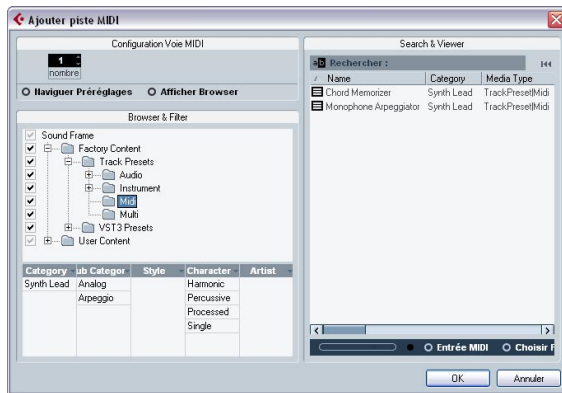 Ajouter piste MIDI
Configuration Voie MIDI
1
nombre
Naviguer Préréglages Afficher Browser
Browser & Filter
Sound Frame
Factory Content
Track Presets
Audio
Instrument
Midi
Multi
VST3 Presets
User Content
Category ub Categor Style Character Artist
Synth Lead Analog Harmonic
Arpeggio Percussive
Processed
Single
Search & Viewer
Rechercher :
Name Category Media Type
Chord Memorizer Synth Lead TrackPreset|Midi
Monophone Arpeggiator Synth Lead TrackPreset|Midi
Entrée MIDI Choisir F
OK Annuler